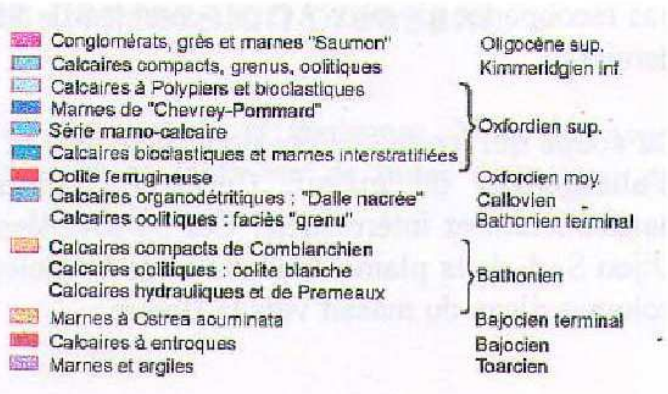 Conglomérats, grès et marnes "Saumon" Oligocène sup.
Calcaires compacts, grenus, oolitiques Kimmeridgien inf.
Calcaires à Polypiers et bioclastiques
Marnes de "Chevrey-Pommard"
Série marno-calcaire Oxfordien sup.
Calcaires bioclastiques et marnes interstratifiées
Oolite ferrugineuse Oxfordien moy.
Calcaires organodétritiques : "Dalle nacrée" Callovien
Calcaires oolitiques : faciès "grenu" Bathonien terminal
Calcaires compacts de Comblanchien
Calcaires oolitiques : oolite blanche Bathonien
Calcaires hydrauliques et de Premeaux
Marnes à Ostrea acuminata Bajocien terminal
Calcaires à entroques Bajocien
Marnes et argiles Toarcien